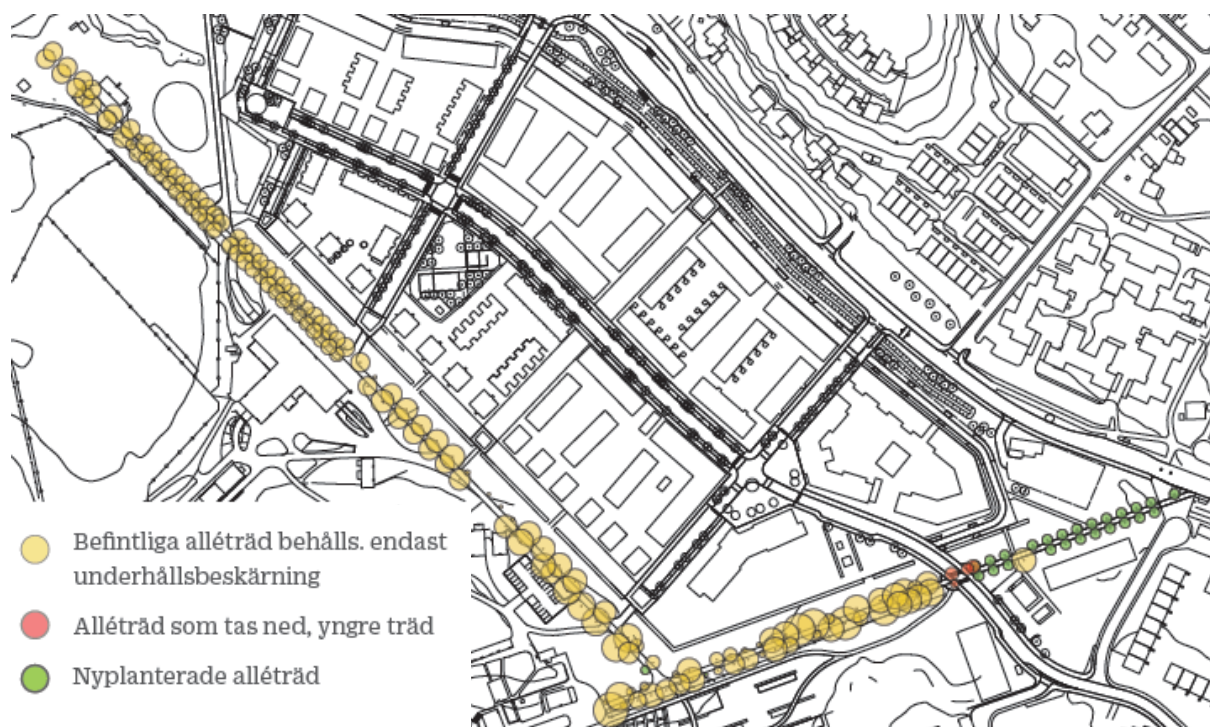 Befintliga alléträd behålls. endast
underhållsbeskärning
Alléträd som tas ned, yngre träd
Nyplanterade alléträd